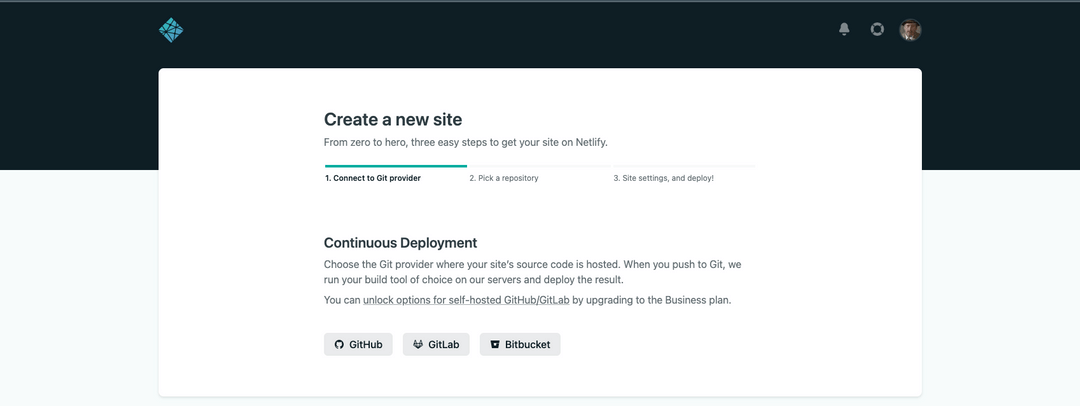 Create a new site
From zero to hero, three easy steps to get your site on Netlify.
1. Connect to Git provider
2. Pick a repository
3. Site settings, and deploy!
Continuous Deployment
Choose the Git provider where your site's source code is hosted. When you push to Git, we
run your build tool of choice on our servers and deploy the result.
You can unlock options for self-hosted GitHub/GitLab by upgrading to the Business plan.
GitHub
GitLab
Bitbucket